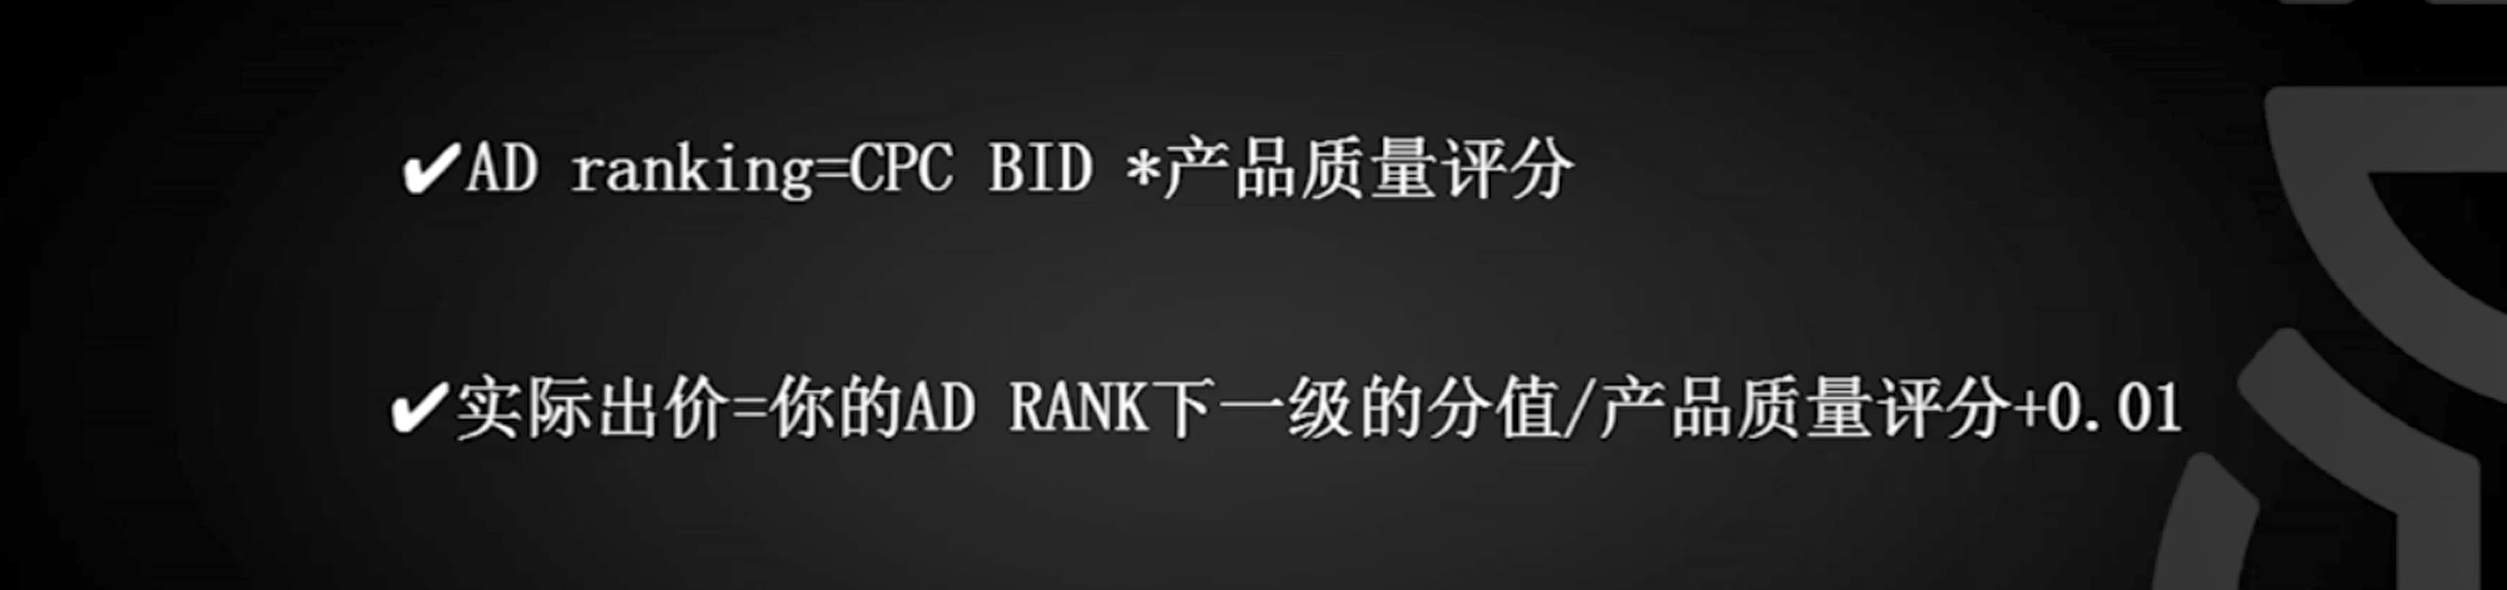 ✔AD ranking=CPC BID *产品质量评分
✔实际出价=你的AD RANK下一级的分值/产品质量评分+0.01